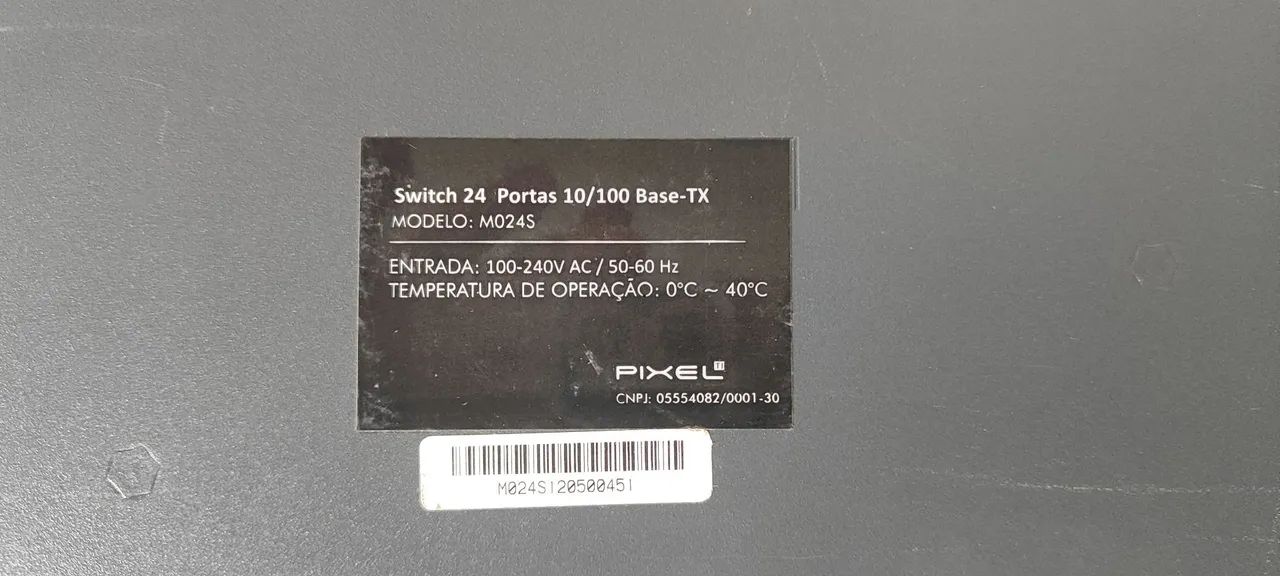 Switch 24 Portas 10/100 Base-TX
MODELO: M024S
ENTRADA: 100-240V AC / 50-60 Hz
TEMPERATURA DE OPERAÇÃO: 0°C ~ 40°C
PIXEL TI
CNPJ: 05554082/0001-30
M024S120500451